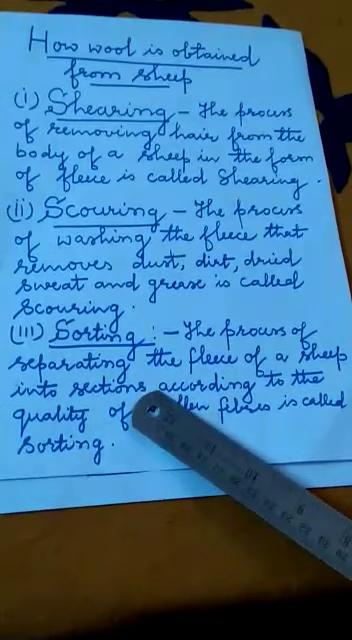 How wool is obtained
from sheep
(i) Shearing - The process
of removing hair from the
body of a sheep in the form
of fleece is called Shearing.
(ii) Scouring - The process
of washing the fleece that
removes dust, dirt, dried
sweat and grease is called
Scouring.
(iii) Sorting :- The process of
separating the fleece of a sheep
into sections according to the
quality of fibres is called
Sorting.